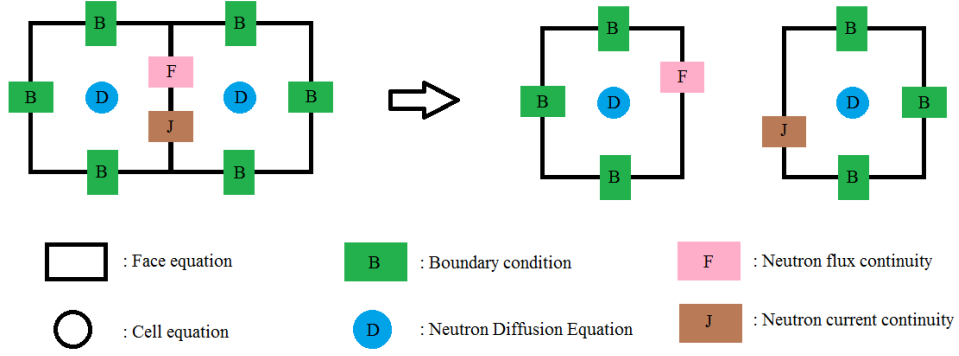 B B B B
F F
B D D B B D D B
J J
B B B B
: Face equation B : Boundary condition F : Neutron flux continuity
: Cell equation D : Neutron Diffusion Equation J : Neutron current continuity